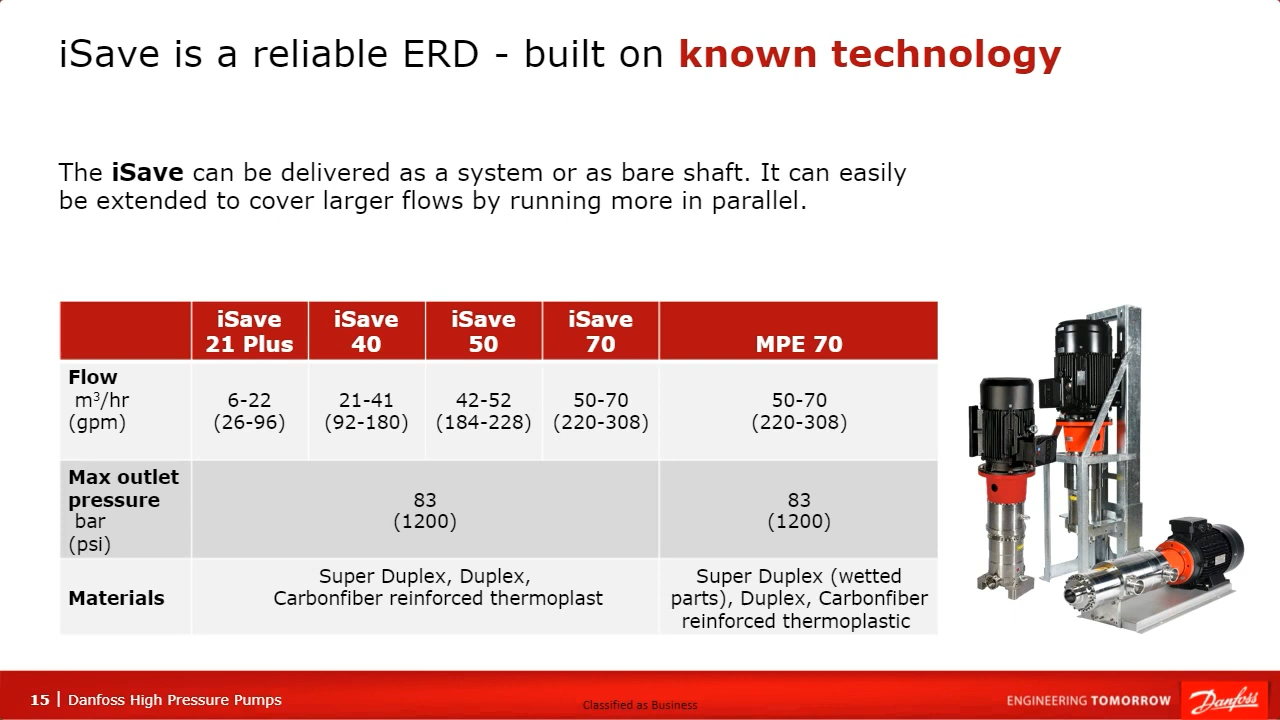 iSave is a reliable ERD - built on known technology
The iSave can be delivered as a system or as bare shaft. It can easily
be extended to cover larger flows by running more in parallel.
iSave 21 Plus
iSave 40
iSave 50
iSave 70
MPE 70
Flow
m³/hr
(gpm)
6-22
(26-96)
21-41
(92-180)
42-52
(184-228)
50-70
(220-308)
50-70
(220-308)
Max outlet
pressure
bar
(psi)
83
(1200)
83
(1200)
Materials
Super Duplex, Duplex,
Carbonfiber reinforced thermoplast
Super Duplex (wetted
parts), Duplex, Carbonfiber
reinforced thermoplastic
15 | Danfoss High Pressure Pumps
Classified as Business
ENGINEERING TOMORROW
Danfoss